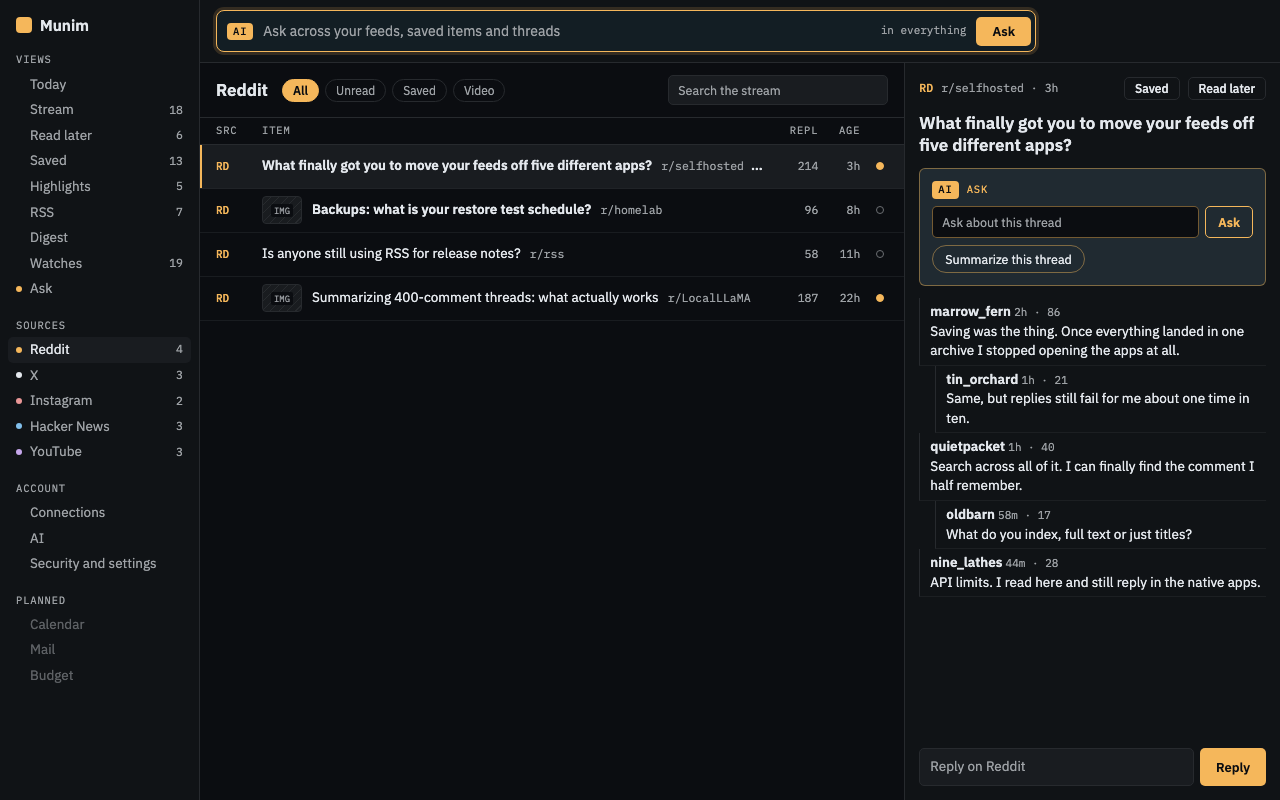 Munim
VIEWS
Today
Stream 18
Read later 6
Saved 13
Highlights 5
RSS 7
Digest
Watches 19
Ask
SOURCES
Reddit 4
X 3
Instagram 2
Hacker News 3
YouTube 3
ACCOUNT
Connections
AI
Security and settings
PLANNED
Calendar
Mail
Budget
AI Ask across your feeds, saved items and threads in everything Ask
Reddit All Unread Saved Video Search the stream
SRC ITEM REPL AGE
RD What finally got you to move your feeds off five different apps? r/selfhosted ... 214 3h
RD IMG Backups: what is your restore test schedule? r/homelab 96 8h
RD Is anyone still using RSS for release notes? r/rss 58 11h
RD IMG Summarizing 400-comment threads: what actually works r/LocalLLaMA 187 22h
RD r/selfhosted · 3h Saved Read later
What finally got you to move your feeds off
five different apps?
AI ASK
Ask about this thread Ask
Summarize this thread
marrow_fern 2h · 86
Saving was the thing. Once everything landed in one
archive I stopped opening the apps at all.
tin_orchard 1h · 21
Same, but replies still fail for me about one time in
ten.
quietpacket 1h · 40
Search across all of it. I can finally find the comment I
half remember.
oldbarn 58m · 17
What do you index, full text or just titles?
nine_lathes 44m · 28
API limits. I read here and still reply in the native apps.
Reply on Reddit Reply